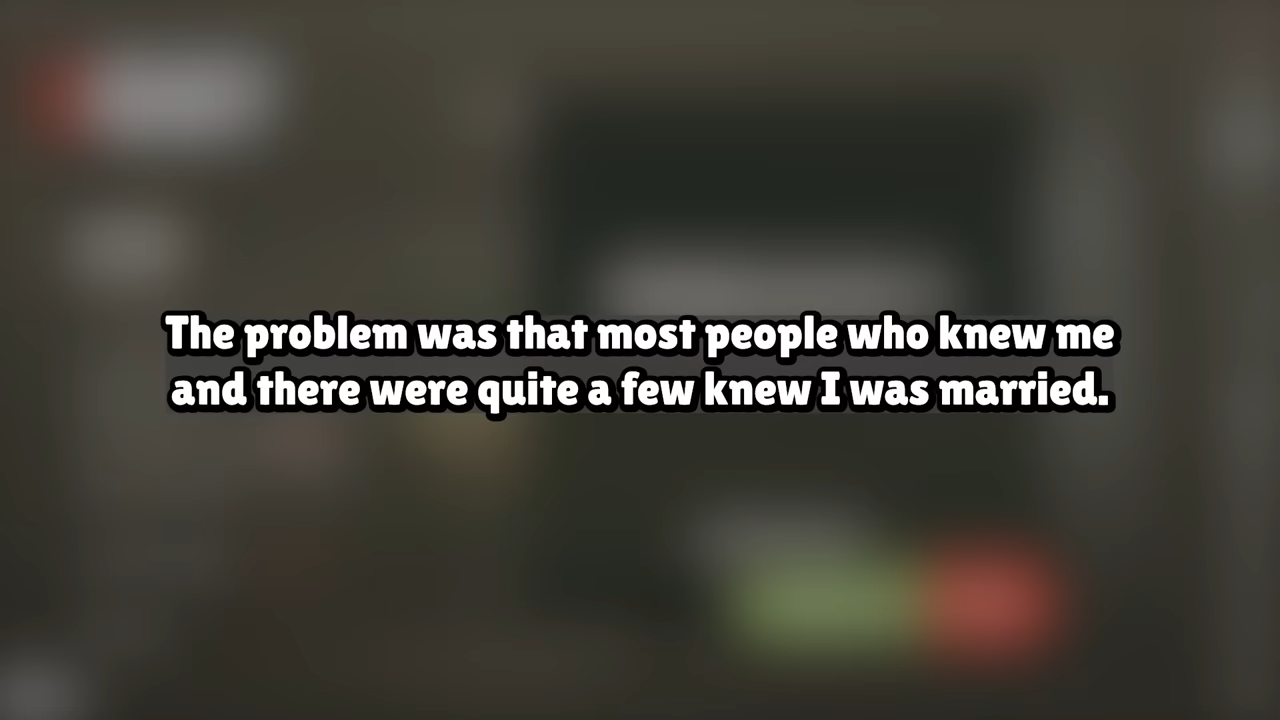 The problem was that most people who knew me
and there were quite a few knew I was married.